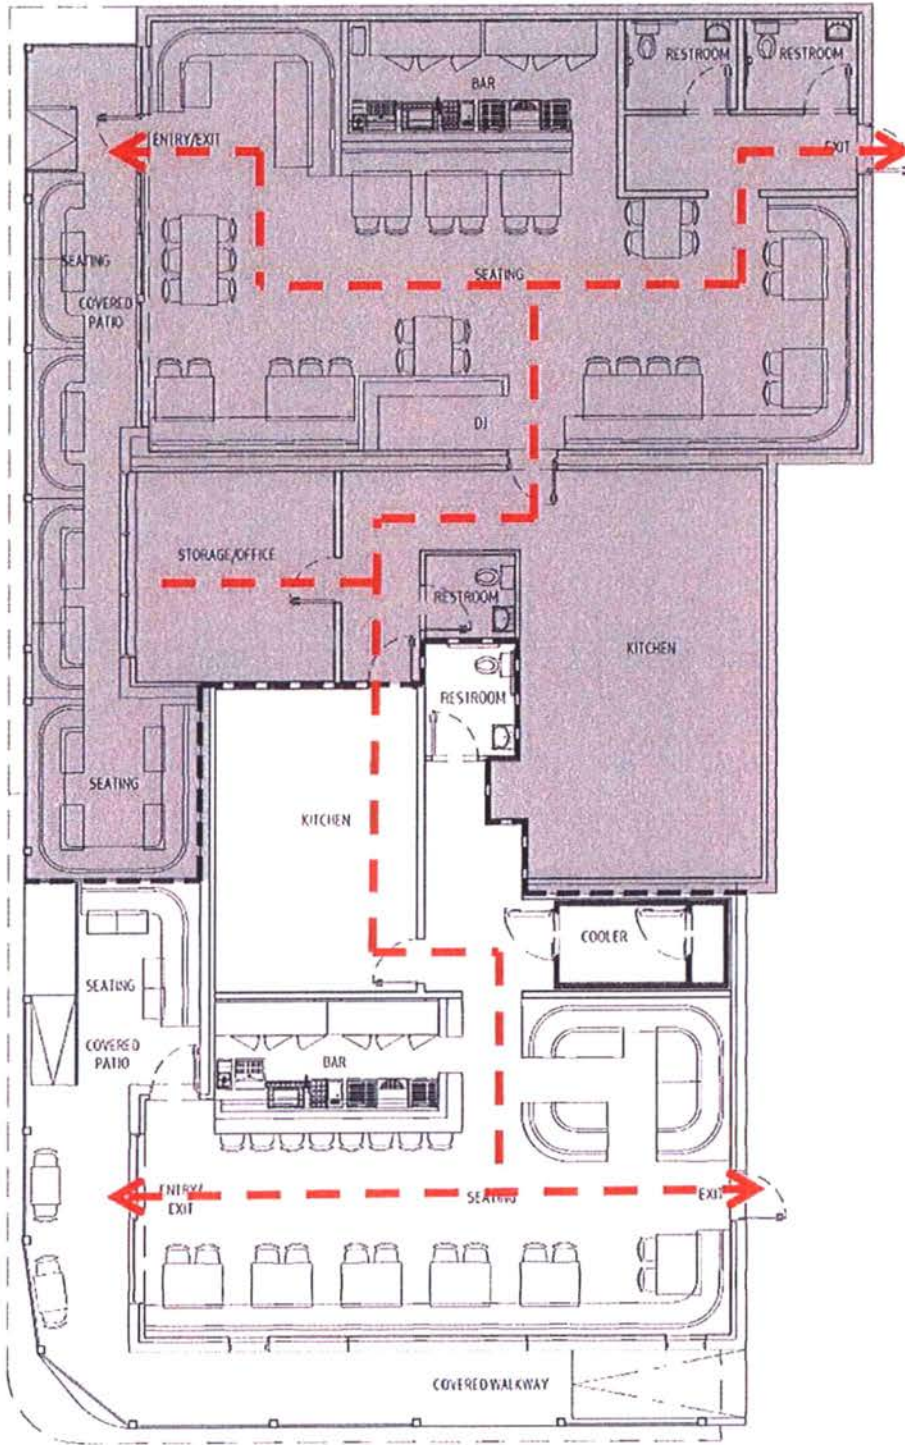 RESTROOM
RESTROOM
BAR
ENTRY/EXIT
EXIT
SEATING
SEATING
COVERED
PATIO
DJ
STORAGE/OFFICE
RESTROOM
KITCHEN
RESTROOM
SEATING
KITCHEN
COOLER
SEATING
COVERED
PATIO
BAR
ENTRY/
EXIT
SEATING
EXIT
COVERED WALKWAY